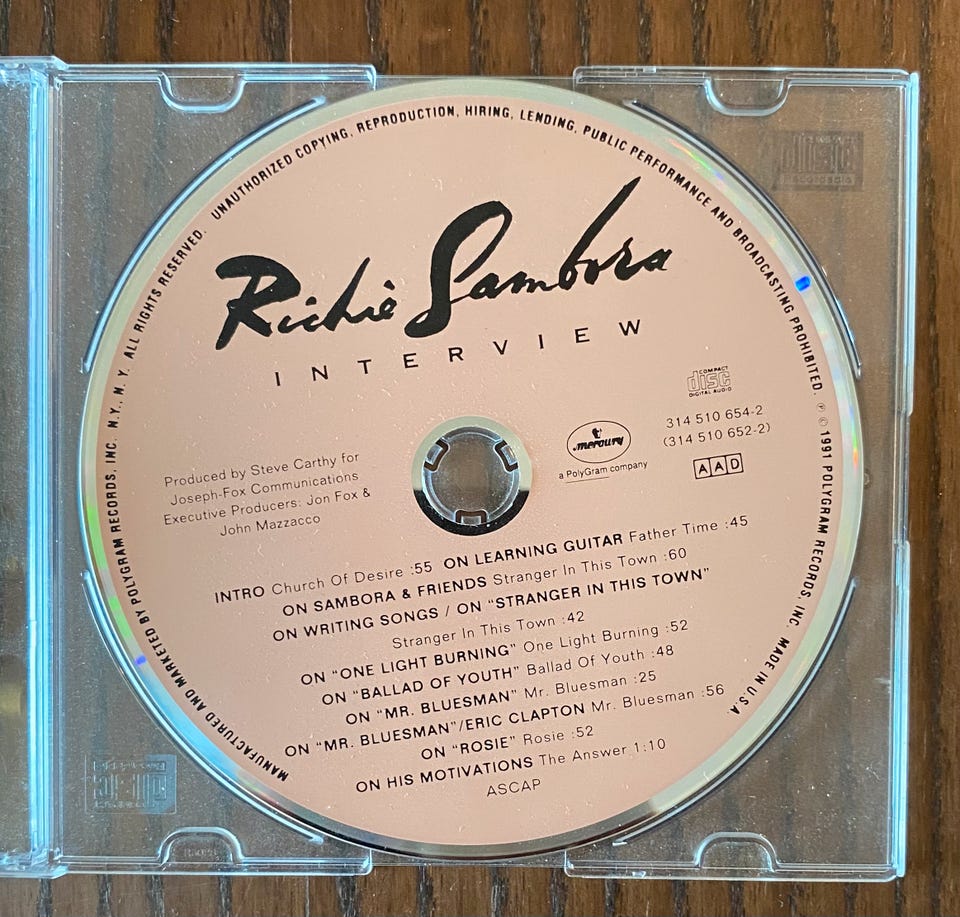 UNAUTHORIZED COPYING, REPRODUCTION, HIRING, LENDING, PUBLIC PERFORMANCE AND BROADCASTING PROHIBITED.
℗ © 1991 POLYGRAM RECORDS, INC. MADE IN U.S.A.
MANUFACTURED AND MARKETED BY POLYGRAM RECORDS, INC. N.Y., N.Y. ALL RIGHTS RESERVED.
Richie Sambora
INTERVIEW
COMPACT
disc
DIGITAL AUDIO
314 510 654-2
(314 510 652-2)
mercury
a PolyGram company
AAD
Produced by Steve Carthy for
Joseph-Fox Communications
Executive Producers: Jon Fox &
John Mazzacco
INTRO Church Of Desire :55 ON LEARNING GUITAR Father Time :45
ON SAMBORA & FRIENDS Stranger In This Town :60
ON WRITING SONGS / ON "STRANGER IN THIS TOWN"
Stranger In This Town :42
ON "ONE LIGHT BURNING" One Light Burning :52
ON "BALLAD OF YOUTH" Ballad Of Youth :48
ON "MR. BLUESMAN" Mr. Bluesman :25
ON "MR. BLUESMAN"/ERIC CLAPTON Mr. Bluesman :56
ON "ROSIE" Rosie :52
ON HIS MOTIVATIONS The Answer 1:10
ASCAP
disc
disc